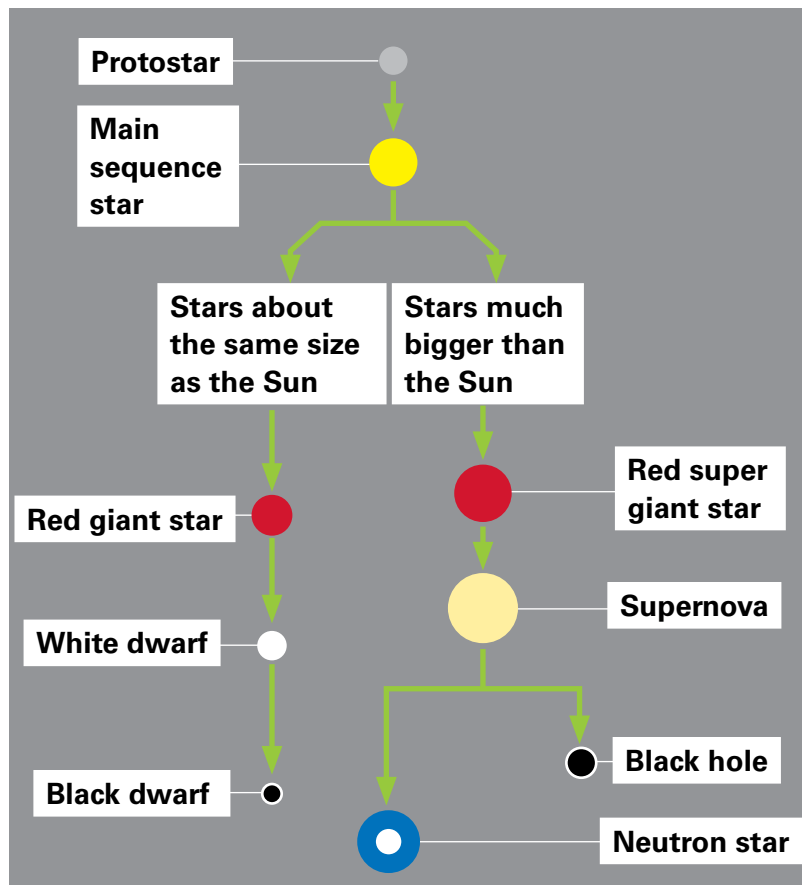 Protostar
Main
sequence
star
Stars about
the same size
as the Sun
Stars much
bigger than
the Sun
Red giant star
Red super
giant star
White dwarf
Supernova
Black dwarf
Black hole
Neutron star